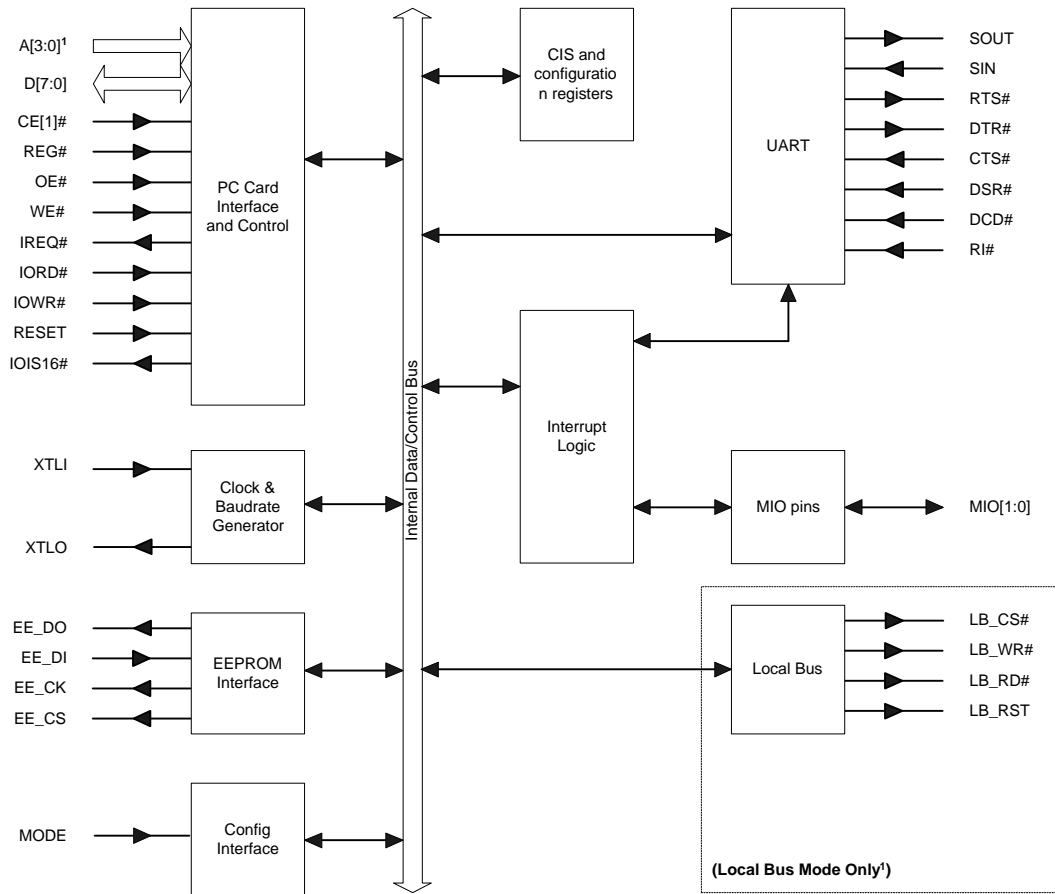 A[3:0]¹
D[7:0]
CE[1]#
REG#
OE#
WE#
IREQ#
IORD#
IOWR#
RESET
IOIS16#
PC Card
Interface
and Control
XTLI
XTLO
Clock &
Baudrate
Generator
EE_DO
EE_DI
EE_CK
EE_CS
EEPROM
Interface
MODE
Config
Interface
Internal Data/Control Bus
CIS and
configuratio
n registers
UART
SOUT
SIN
RTS#
DTR#
CTS#
DSR#
DCD#
RI#
Interrupt
Logic
MIO pins
MIO[1:0]
Local Bus
LB_CS#
LB_WR#
LB_RD#
LB_RST
(Local Bus Mode Only¹)